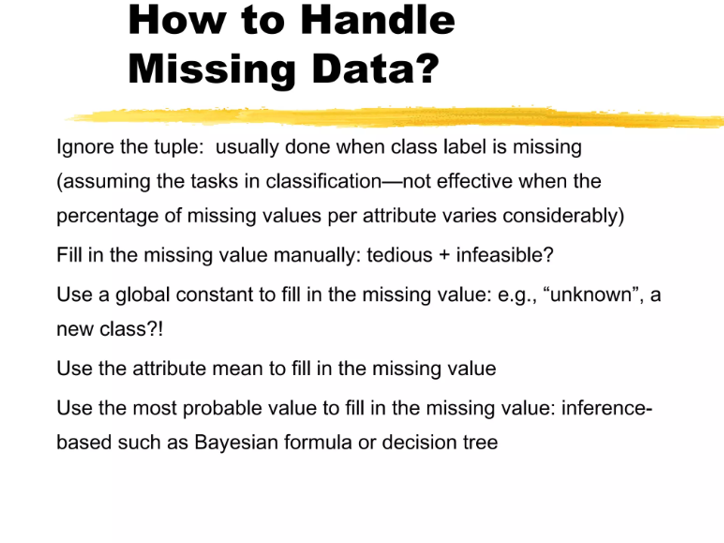 How to Handle
Missing Data?
Ignore the tuple:  usually done when class label is missing
(assuming the tasks in classification—not effective when the
percentage of missing values per attribute varies considerably)
Fill in the missing value manually: tedious + infeasible?
Use a global constant to fill in the missing value: e.g., “unknown”, a
new class?!
Use the attribute mean to fill in the missing value
Use the most probable value to fill in the missing value: inference-
based such as Bayesian formula or decision tree